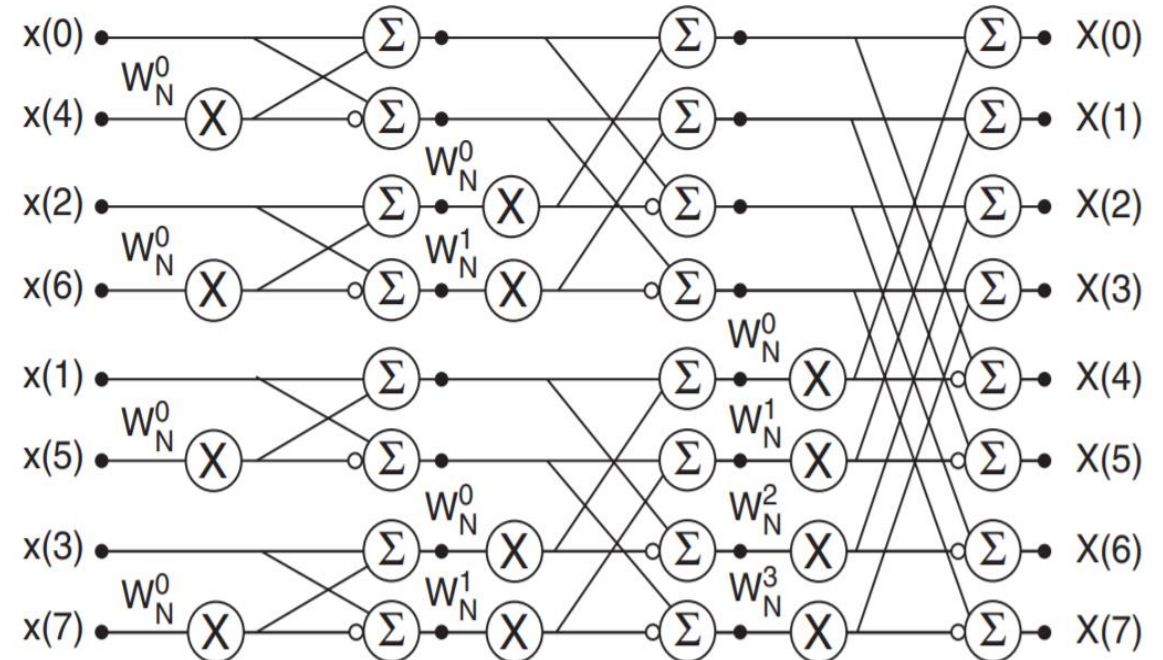 x(0) Σ Σ Σ X(0)
W_N^0
x(4) X Σ Σ Σ X(1)
W_N^0
x(2) Σ X Σ Σ X(2)
W_N^0 W_N^1
x(6) X Σ X Σ Σ X(3)
W_N^0
x(1) Σ Σ X Σ X(4)
W_N^0 W_N^1
x(5) X Σ Σ X Σ X(5)
W_N^0 W_N^2
x(3) Σ X Σ X Σ X(6)
W_N^0 W_N^1 W_N^3
x(7) X Σ X Σ X Σ X(7)